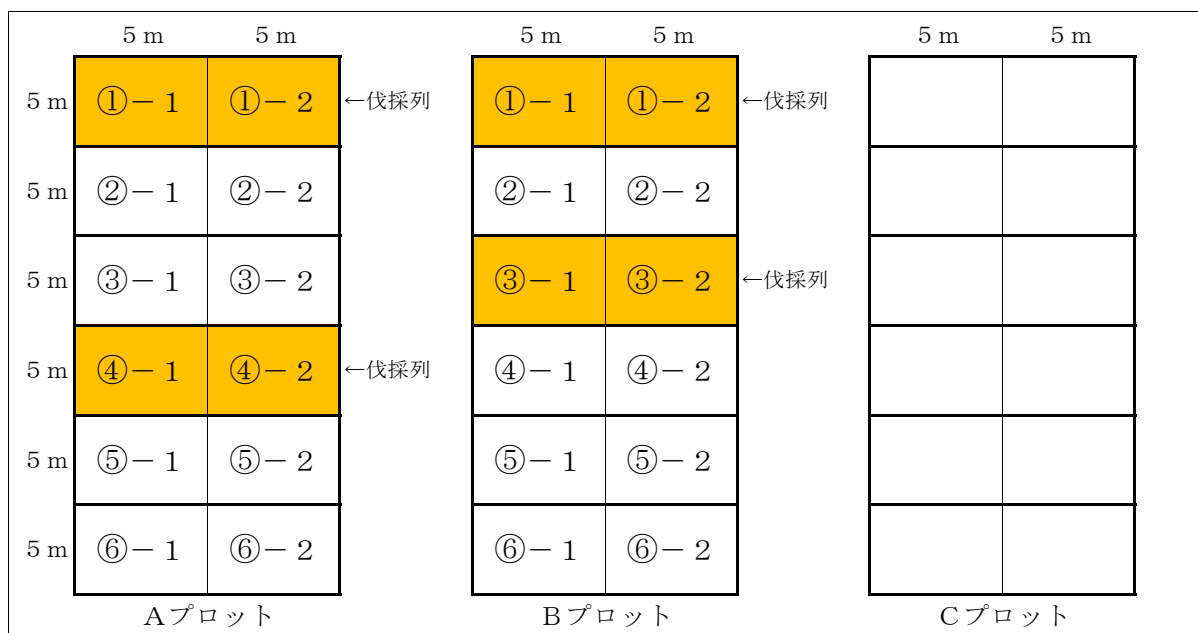 5 m 5 m 5 m 5 m 5 m 5 m
5 m ①－1 ①－2 ←伐採列 ①－1 ①－2 ←伐採列
5 m ②－1 ②－2 ②－1 ②－2
5 m ③－1 ③－2 ③－1 ③－2 ←伐採列
5 m ④－1 ④－2 ←伐採列 ④－1 ④－2
5 m ⑤－1 ⑤－2 ⑤－1 ⑤－2
5 m ⑥－1 ⑥－2 ⑥－1 ⑥－2
Aプロット Bプロット Cプロット